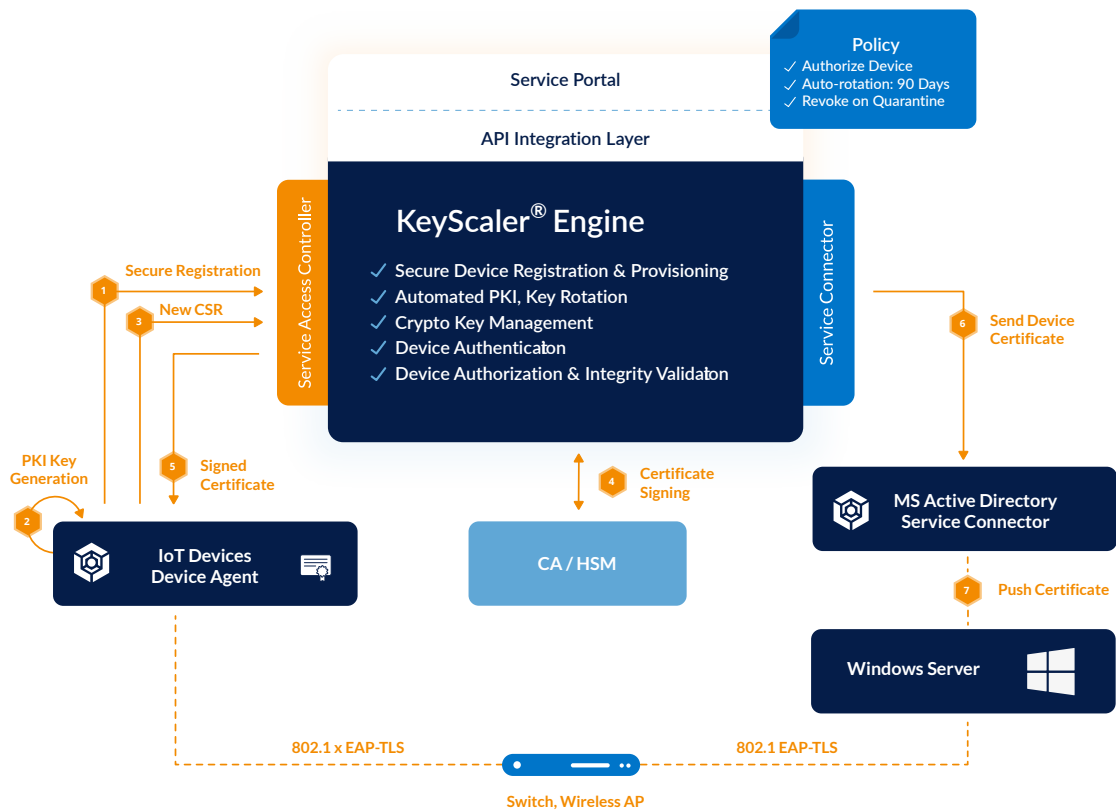 Policy
Authorize Device
Auto-rotation: 90 Days
Revoke on Quarantine
Service Portal
API Integration Layer
Service Access Controller
KeyScaler® Engine
Secure Device Registration & Provisioning
Automated PKI, Key Rotation
Crypto Key Management
Device Authenticaton
Device Authorization & Integrity Validaton
Service Connector
Secure Registration
1
New CSR
3
6
Send Device
Certificate
PKI Key
Generation
2
5
Signed
Certificate
4
Certificate
Signing
IoT Devices
Device Agent
CA / HSM
MS Active Directory
Service Connector
7
Push Certificate
Windows Server
802.1 x EAP-TLS
802.1 EAP-TLS
Switch, Wireless AP